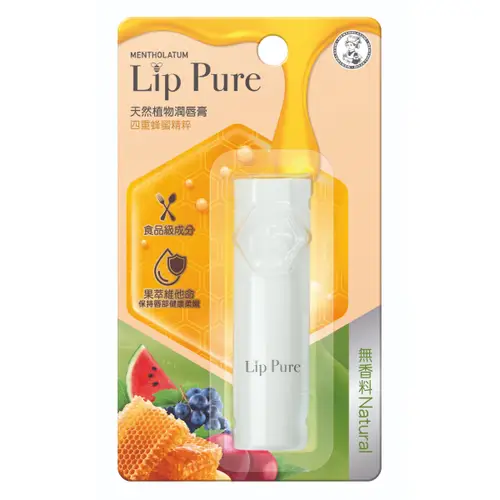 MENTHOLATUM
Lip Pure
天然植物潤唇膏
四重蜂蜜精粹
食品級成分
果萃維他命
保持唇部健康柔嫩
Lip Pure
無香料Natural